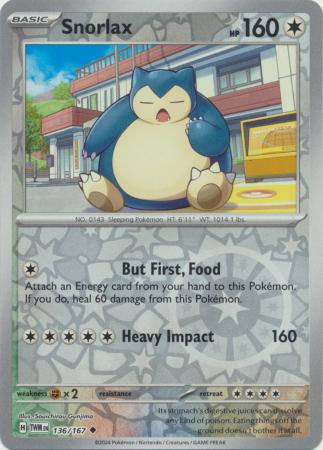 BASIC
Snorlax
HP 160
NO. 0143 Sleeping Pokémon HT: 6'11" WT: 1014.1 lbs.
But First, Food
Attach an Energy card from your hand to this Pokémon.
If you do, heal 60 damage from this Pokémon.
Heavy Impact 160
weakness ×2 resistance retreat
Illus. Souichirou Gunjima
H TWM EN 136/167
Its stomach's digestive juices can dissolve any
kind of poison. Eating things off the
ground doesn't bother it at all.
©2024 Pokémon / Nintendo / Creatures / GAME FREAK